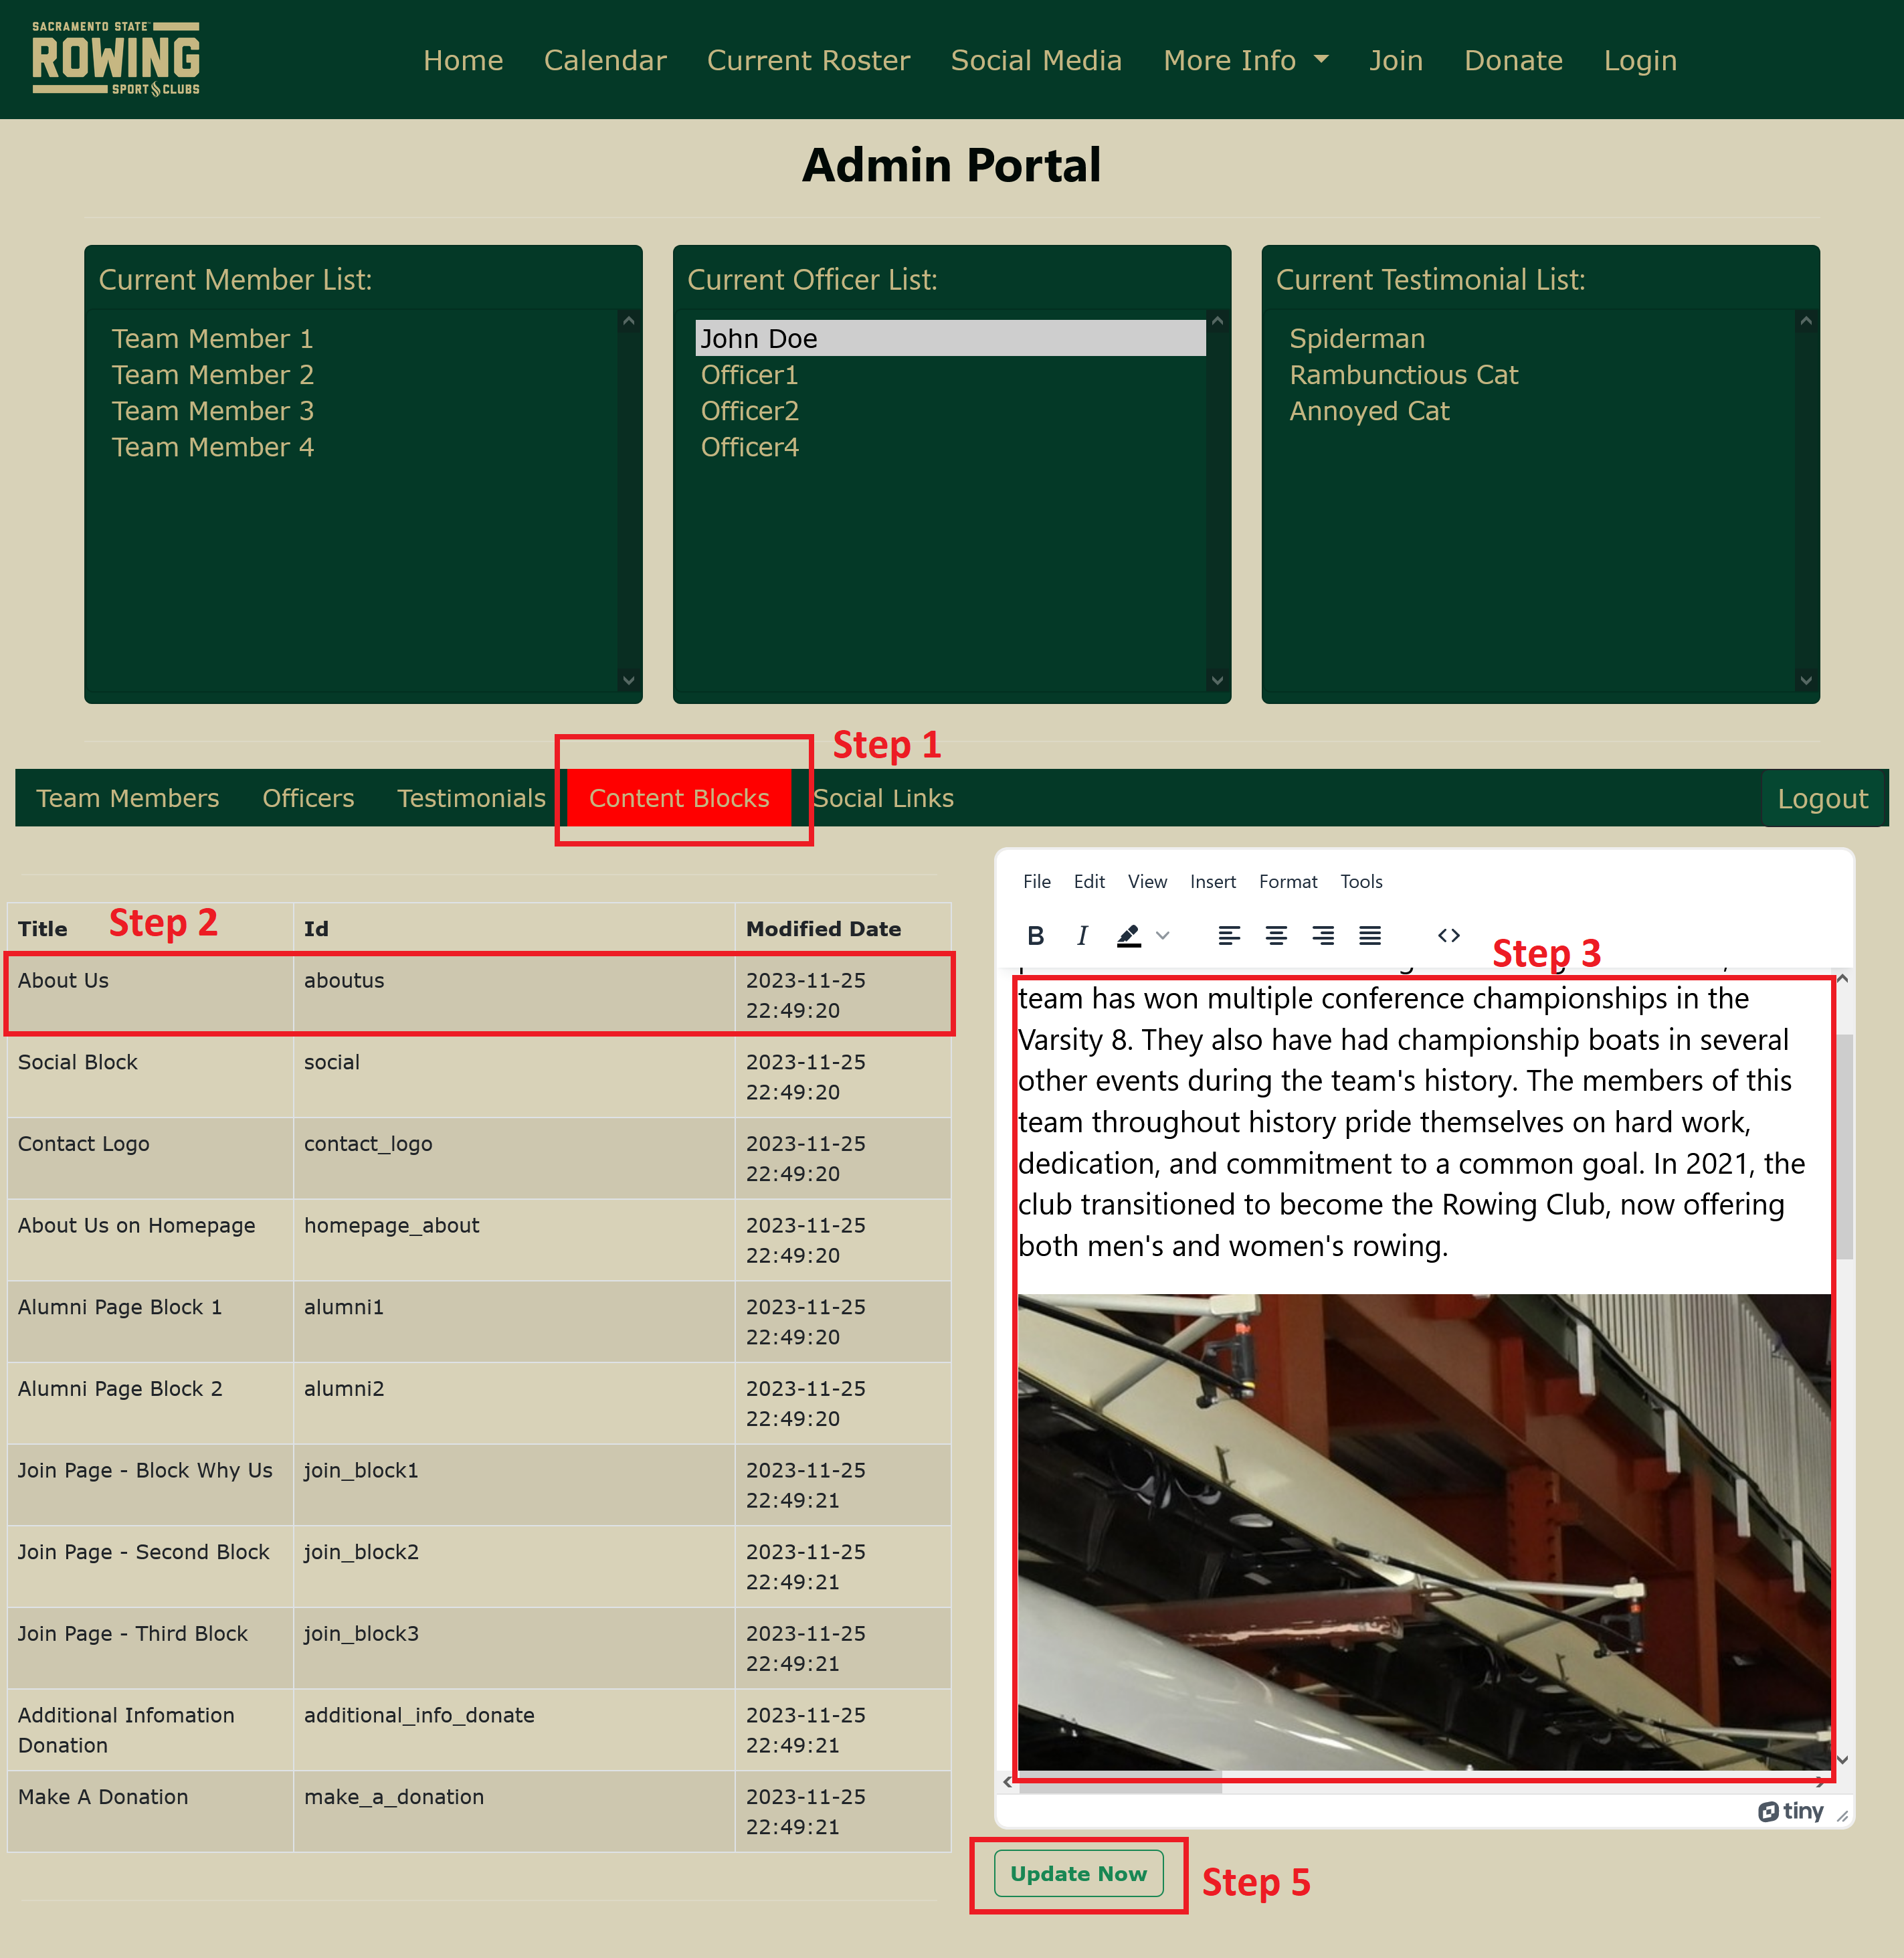 SACRAMENTO STATE
ROWING
SPORT CLUBS
Home Calendar Current Roster Social Media More Info Join Donate Login
Admin Portal
Current Member List:
Team Member 1
Team Member 2
Team Member 3
Team Member 4
Current Officer List:
John Doe
Officer1
Officer2
Officer4
Current Testimonial List:
Spiderman
Rambunctious Cat
Annoyed Cat
Step 1
Team Members Officers Testimonials Content Blocks Social Links Logout
Title Step 2 Id Modified Date
About Us aboutus 2023-11-25
22:49:20
Social Block social 2023-11-25
22:49:20
Contact Logo contact_logo 2023-11-25
22:49:20
About Us on Homepage homepage_about 2023-11-25
22:49:20
Alumni Page Block 1 alumni1 2023-11-25
22:49:20
Alumni Page Block 2 alumni2 2023-11-25
22:49:20
Join Page - Block Why Us join_block1 2023-11-25
22:49:21
Join Page - Second Block join_block2 2023-11-25
22:49:21
Join Page - Third Block join_block3 2023-11-25
22:49:21
Additional Infomation additional_info_donate 2023-11-25
Donation 22:49:21
Make A Donation make_a_donation 2023-11-25
22:49:21
File Edit View Insert Format Tools
B I
Step 3
team has won multiple conference championships in the
Varsity 8. They also have had championship boats in several
other events during the team's history. The members of this
team throughout history pride themselves on hard work,
dedication, and commitment to a common goal. In 2021, the
club transitioned to become the Rowing Club, now offering
both men's and women's rowing.
tiny
Update Now Step 5